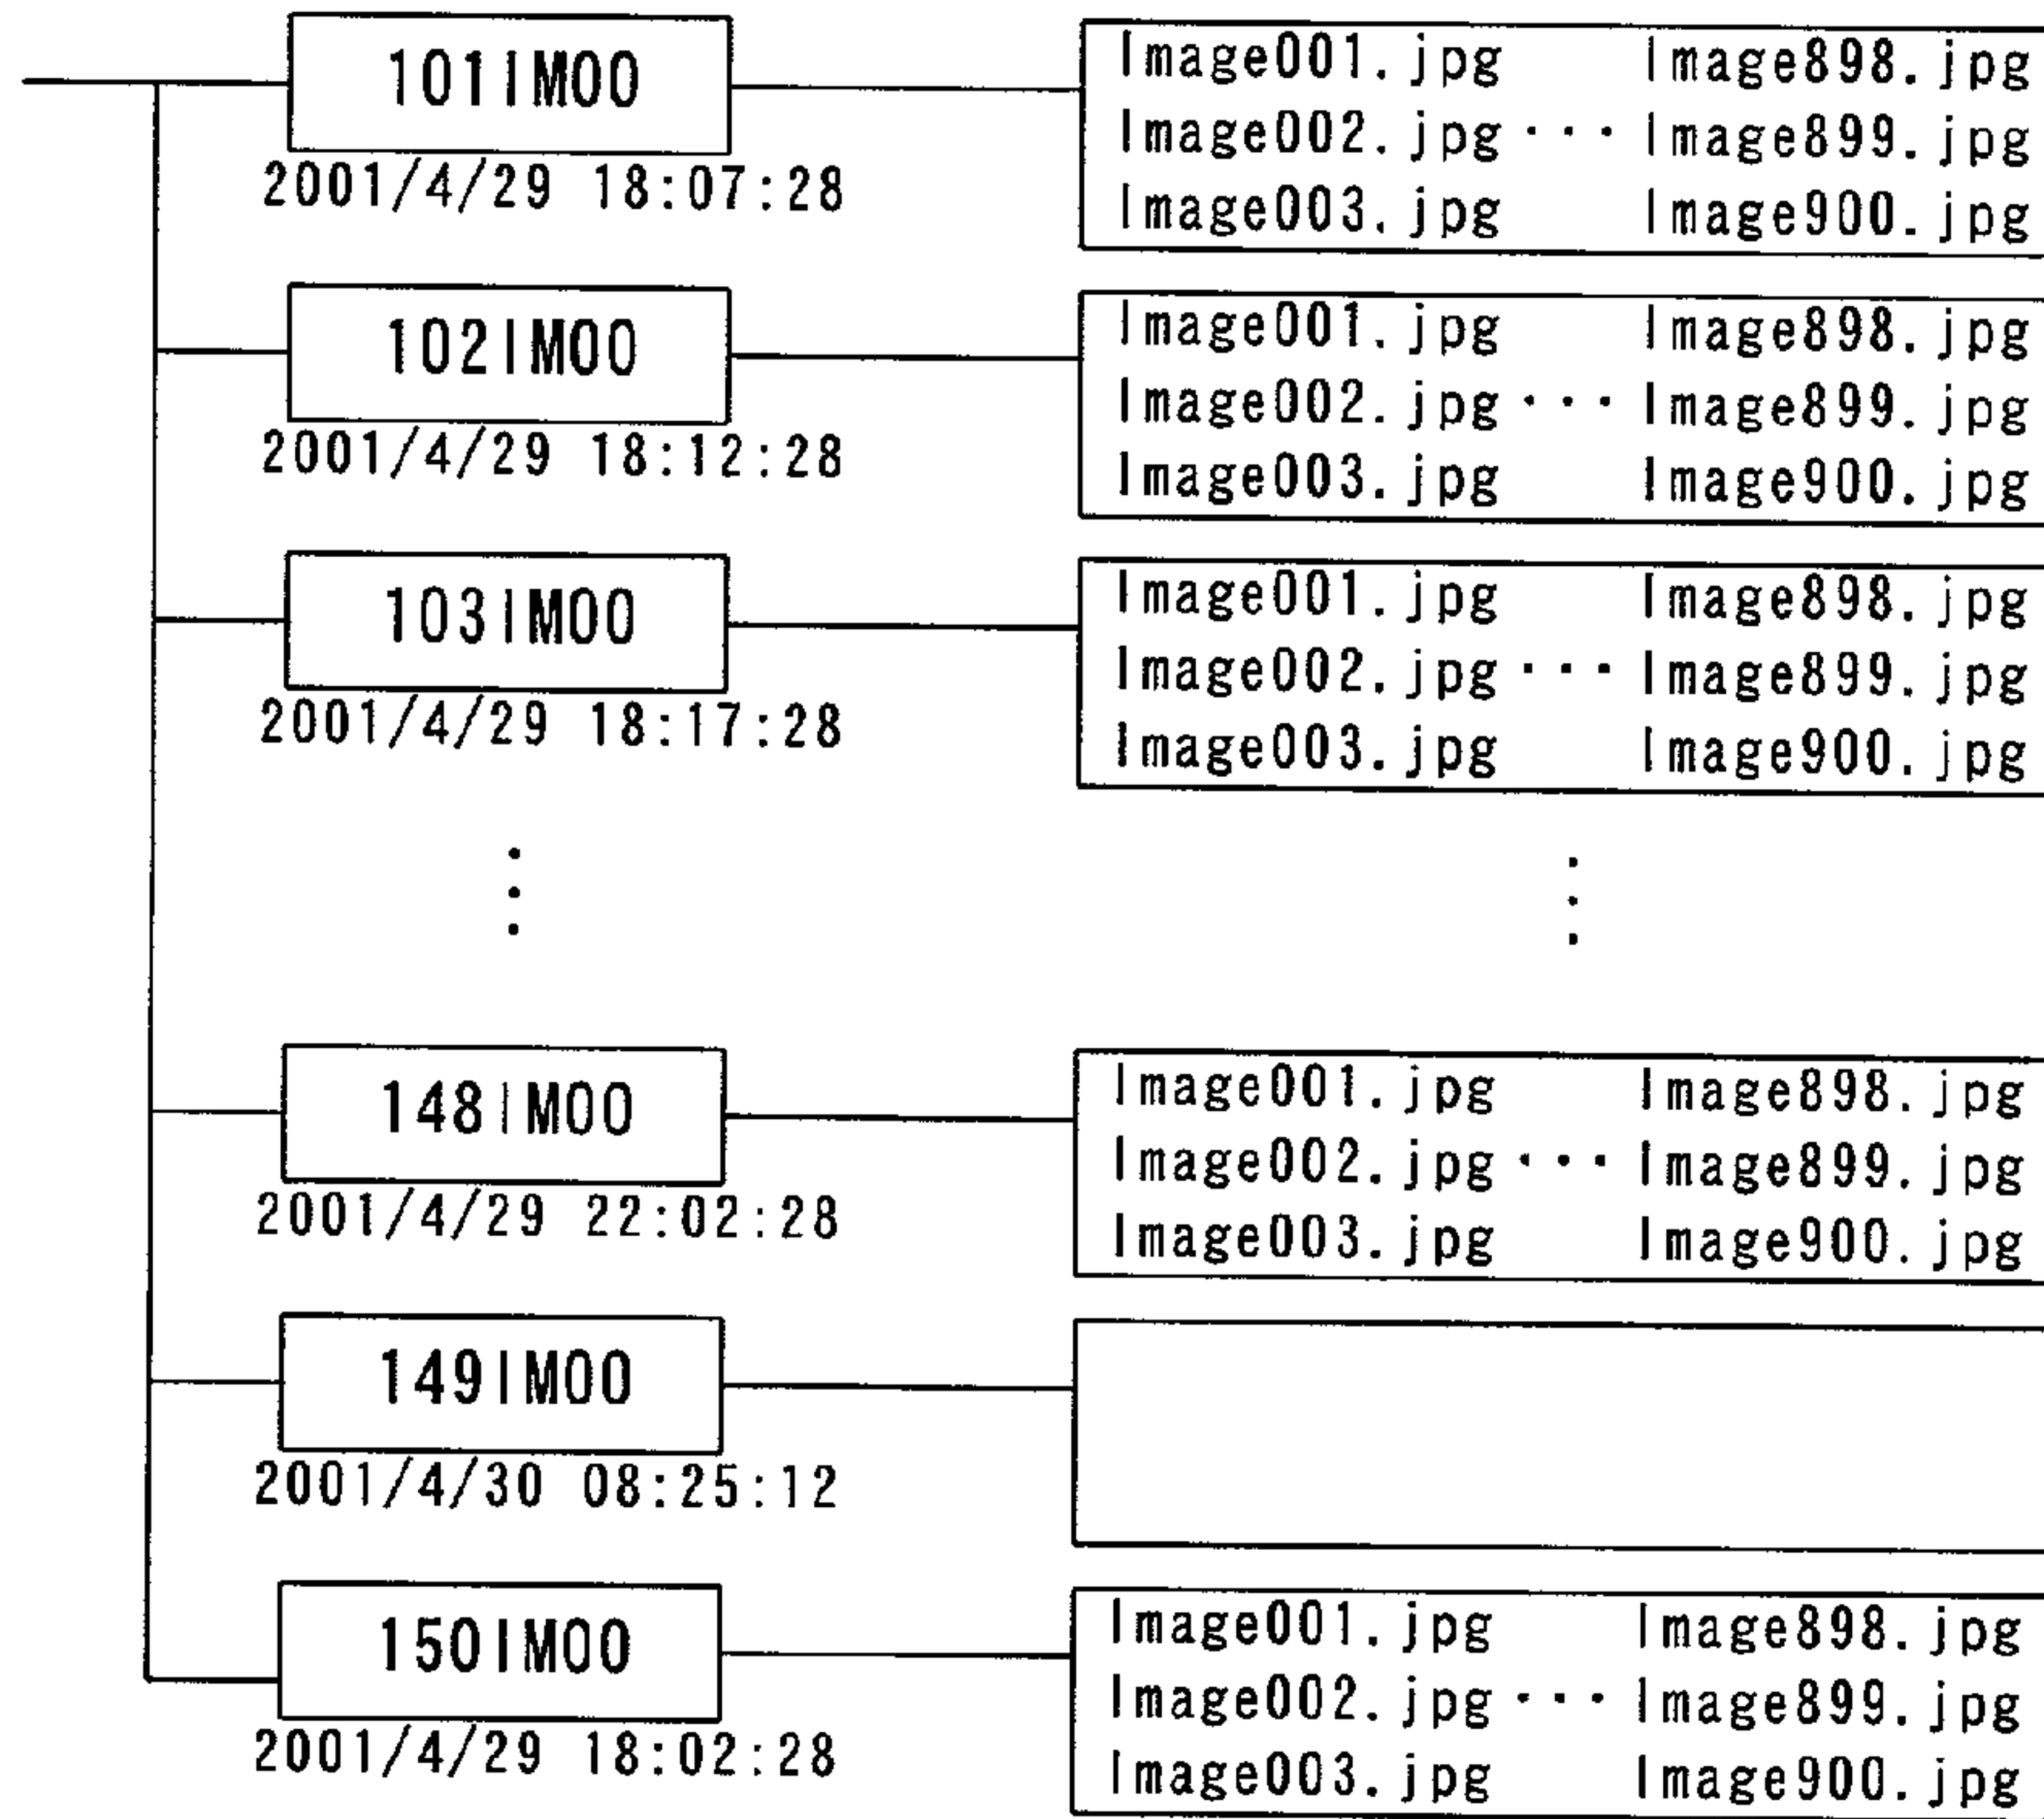 101IM00
2001/4/29 18:07:28
Image001.jpg Image898.jpg
Image002.jpg ··· Image899.jpg
Image003.jpg Image900.jpg
102IM00
2001/4/29 18:12:28
Image001.jpg Image898.jpg
Image002.jpg ··· Image899.jpg
Image003.jpg Image900.jpg
103IM00
2001/4/29 18:17:28
Image001.jpg Image898.jpg
Image002.jpg ··· Image899.jpg
Image003.jpg Image900.jpg
148IM00
2001/4/29 22:02:28
Image001.jpg Image898.jpg
Image002.jpg ··· Image899.jpg
Image003.jpg Image900.jpg
149IM00
2001/4/30 08:25:12
150IM00
2001/4/29 18:02:28
Image001.jpg Image898.jpg
Image002.jpg ··· Image899.jpg
Image003.jpg Image900.jpg